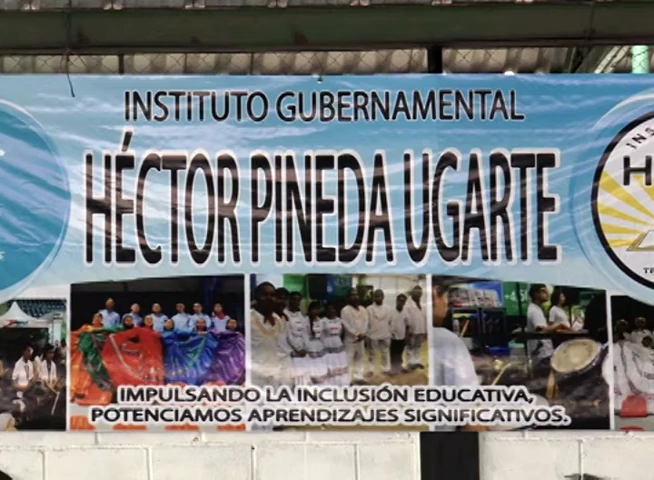 INSTITUTO GUBERNAMENTAL
HÉCTOR PINEDA UGARTE
IMPULSANDO LA INCLUSIÓN EDUCATIVA,
POTENCIAMOS APRENDIZAJES SIGNIFICATIVOS.